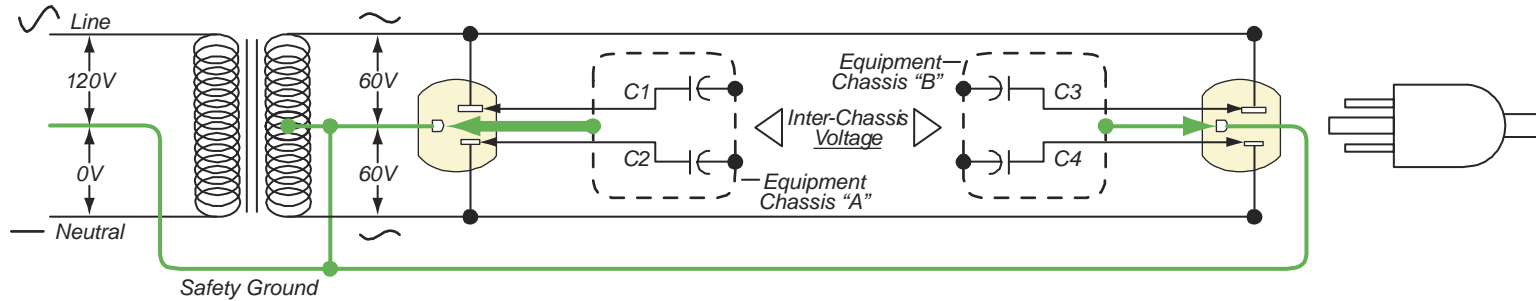 Line
120V
0V
Neutral
Safety Ground
60V
60V
C1
C2
Equipment
Chassis "A"
Inter-Chassis
Voltage
Equipment
Chassis "B"
C3
C4